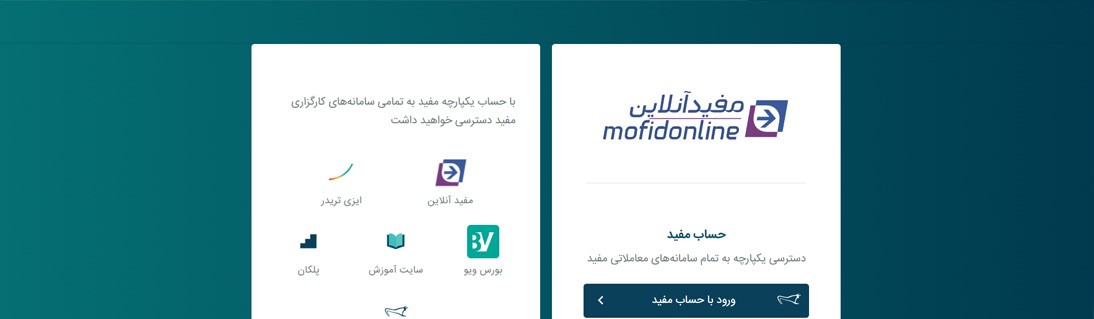 مفیدآنلاین
mofidonline
حساب مفید
دسترسی یکپارچه به تمام سامانه‌های معاملاتی مفید
ورود با حساب مفید
با حساب یکپارچه مفید به تمامی سامانه‌های کارگزاری
مفید دسترسی خواهید داشت
مفید آنلاین
ایزی تریدر
BV
بورس ویو
سایت آموزش
پلکان